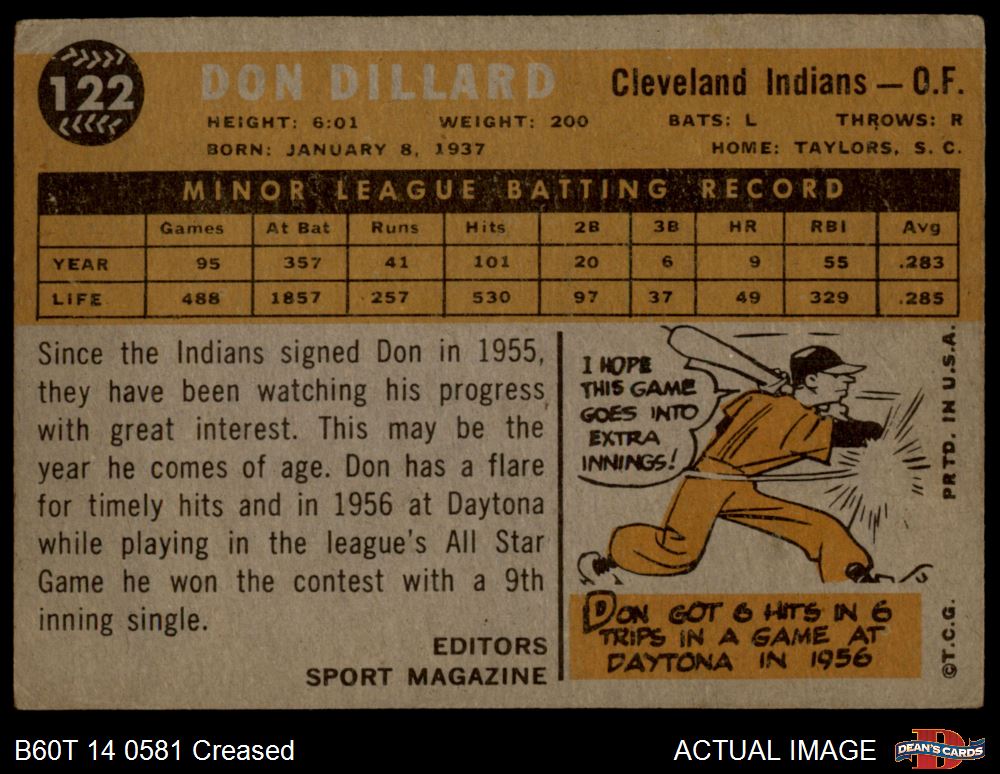 122
DON DILLARD
Cleveland Indians — O.F.
HEIGHT: 6:01 WEIGHT: 200 BATS: L THROWS: R
BORN: JANUARY 8, 1937 HOME: TAYLORS, S. C.
MINOR LEAGUE BATTING RECORD
Games At Bat Runs Hits 2B 3B HR RBI Avg
YEAR 95 357 41 101 20 6 9 55 .283
LIFE 488 1857 257 530 97 37 49 329 .285
Since the Indians signed Don in 1955,
they have been watching his progress
with great interest. This may be the
year he comes of age. Don has a flare
for timely hits and in 1956 at Daytona
while playing in the league's All Star
Game he won the contest with a 9th
inning single.
EDITORS
SPORT MAGAZINE
I HOPE
THIS GAME
GOES INTO
EXTRA
INNINGS!
DON GOT 6 HITS IN 6
TRIPS IN A GAME AT
DAYTONA IN 1956
©T.C.G. PRTD. IN U.S.A.
B60T 14 0581 Creased
ACTUAL IMAGE
DEAN'S CARDS